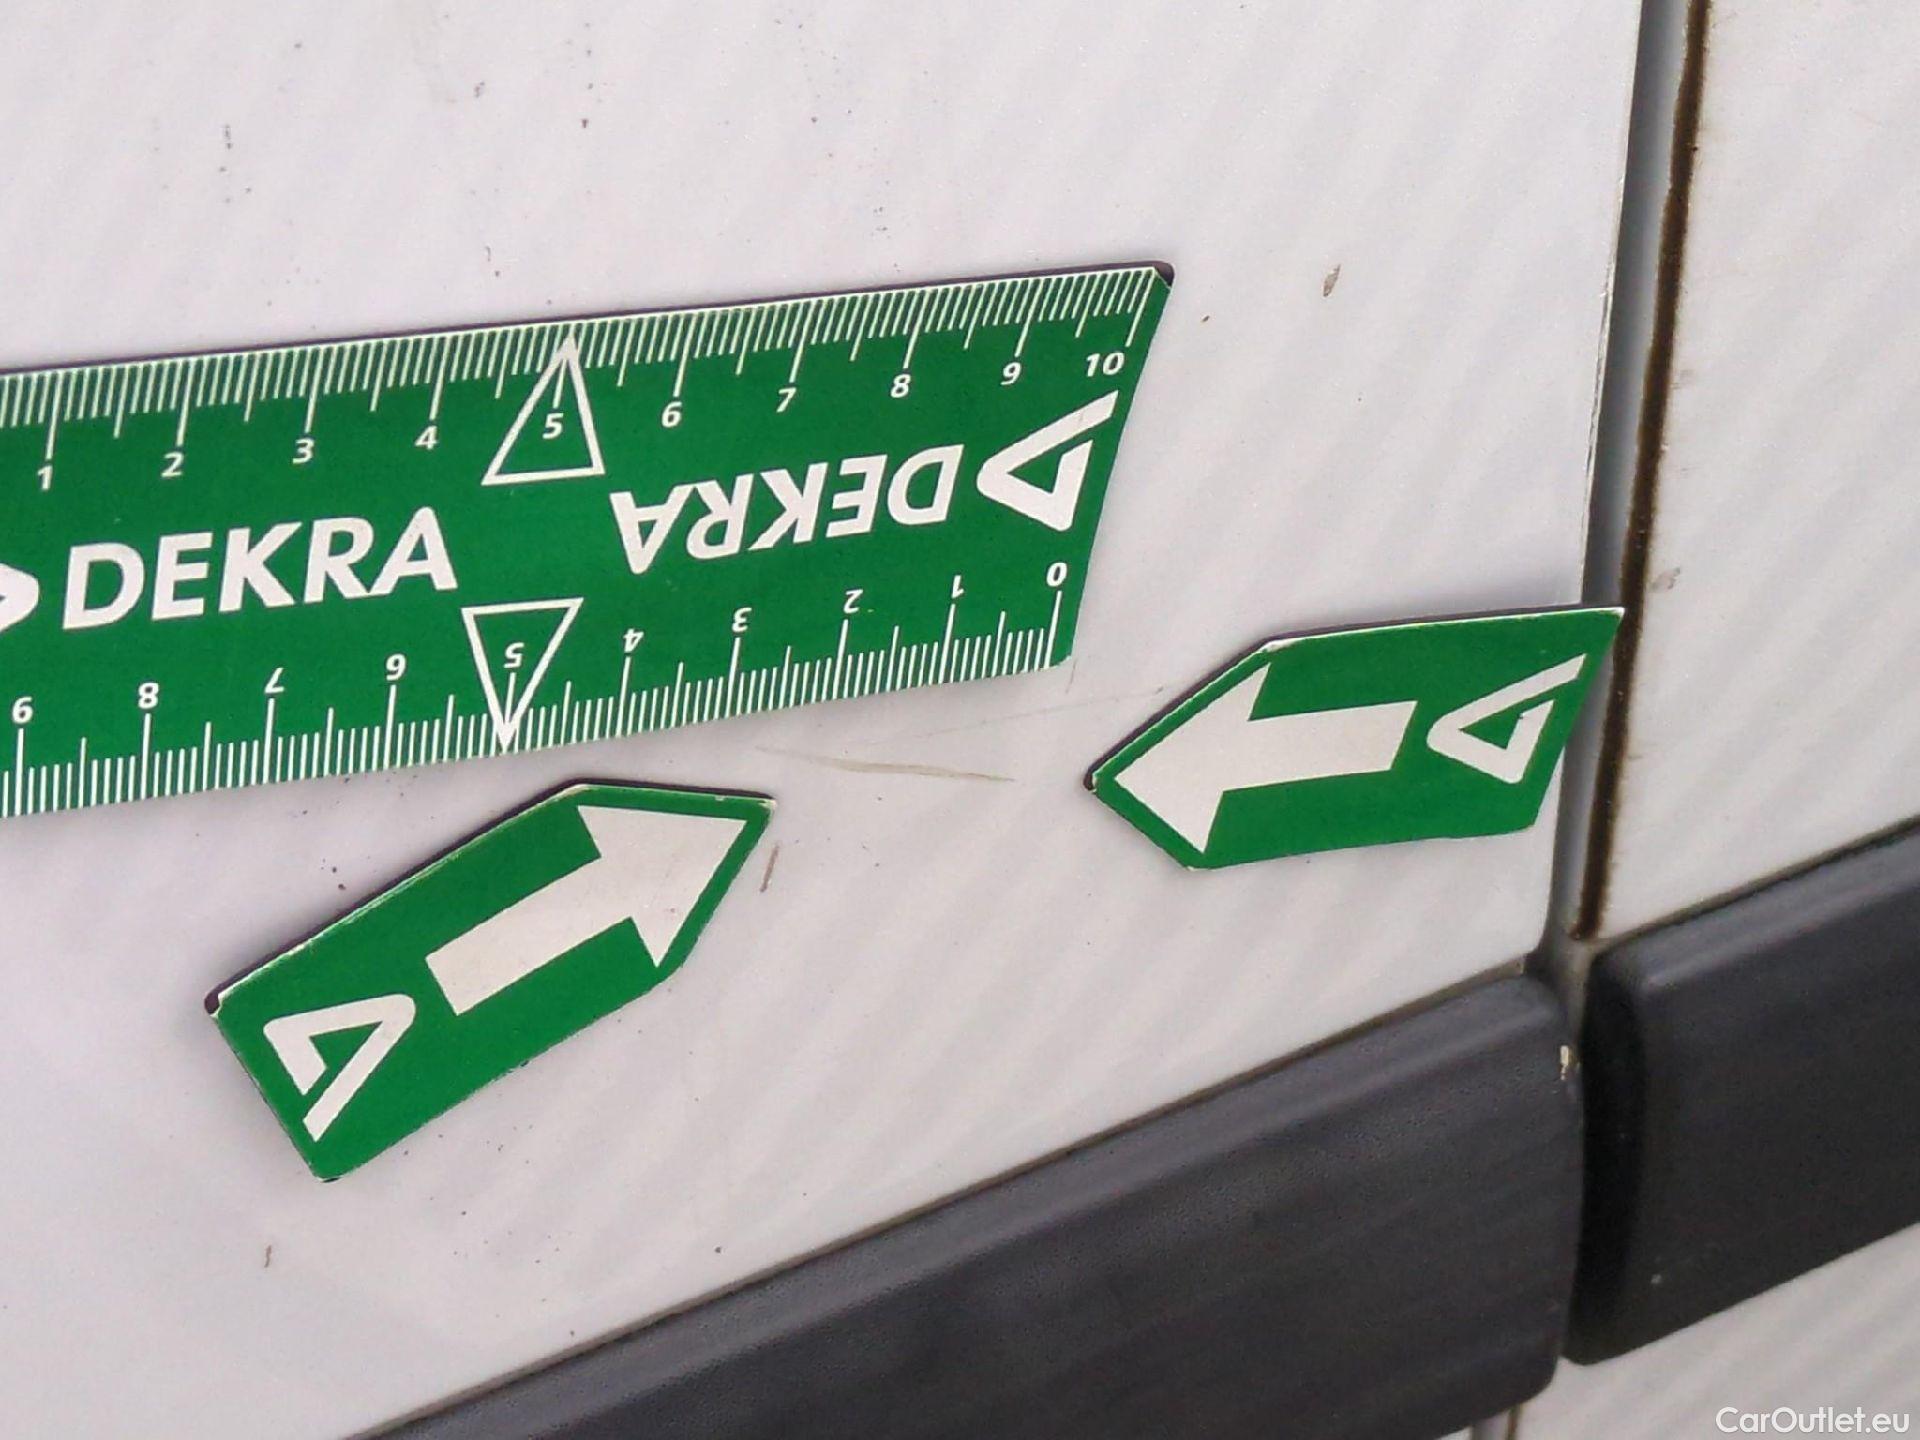 1 2 3 4 5 6 7 8 9 10
DEKRA
DEKRA
9 8 7 6 5 4 3 2 1 0
CarOutlet.eu